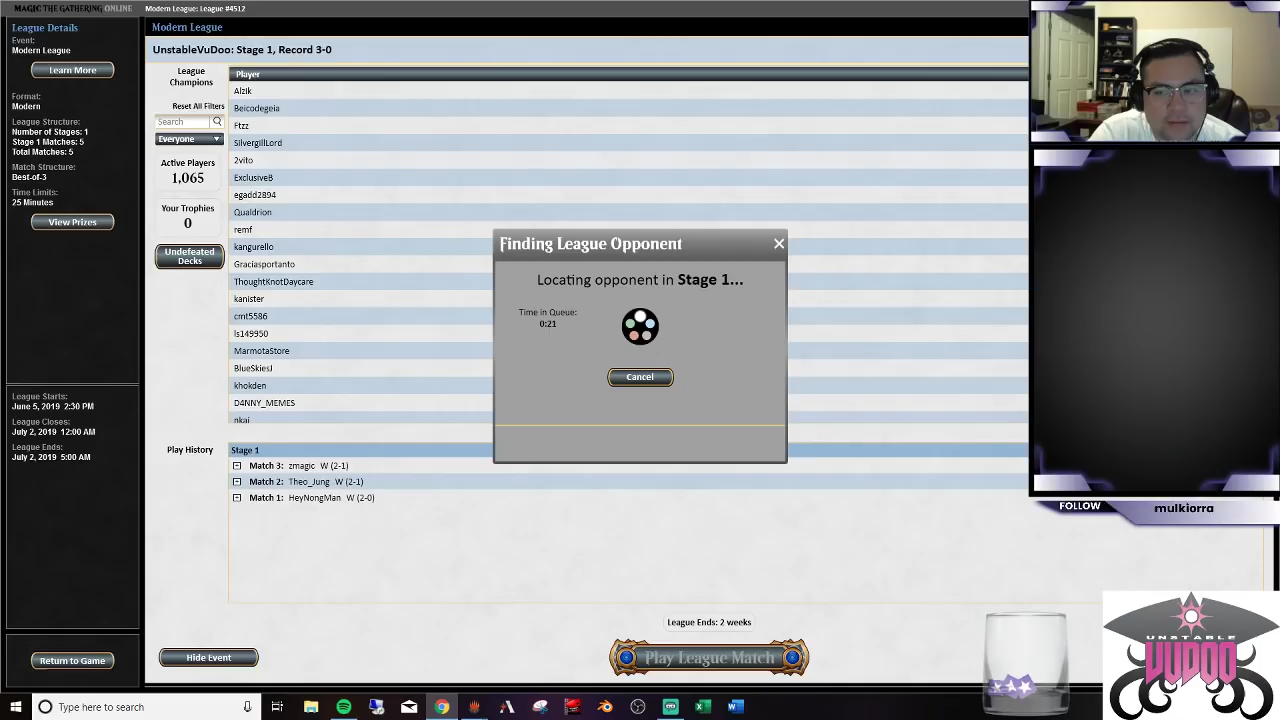 MAGIC THE GATHERING ONLINE
Modern League: League #4512
League Details
Event:
Modern League
Learn More
Format:
Modern
League Structure:
Number of Stages: 1
Stage 1 Matches: 5
Total Matches: 5
Match Structure:
Best-of-3
Time Limits:
25 Minutes
View Prizes
League Starts:
June 5, 2019 2:30 PM
League Closes:
July 2, 2019 12:00 AM
League Ends:
July 2, 2019 5:00 AM
Return to Game
Modern League
UnstableVuDoo: Stage 1, Record 3-0
League
Champions
Reset All Filters
Search
Everyone
Active Players
1,065
Your Trophies
0
Undefeated
Decks
Player
Alzik
Beicodegeia
Ftzz
SilvergillLord
2vito
ExclusiveB
egadd2894
Qualdrion
remf
kangurello
Graciasportanto
ThoughtKnotDaycare
kanister
cmt5586
ls149950
MarmotaStore
BlueSkiesJ
khokden
D4NNY_MEMES
nkai
Finding League Opponent
Locating opponent in Stage 1...
Time in Queue:
0:21
Cancel
Play History
Stage 1
Match 3: zmagic W (2-1)
Match 2: Theo_Jung W (2-1)
Match 1: HeyNongMan W (2-0)
League Ends: 2 weeks
Hide Event
Play League Match
FOLLOW
mulkiorra
UNSTABLE
VUDOO
Type here to search